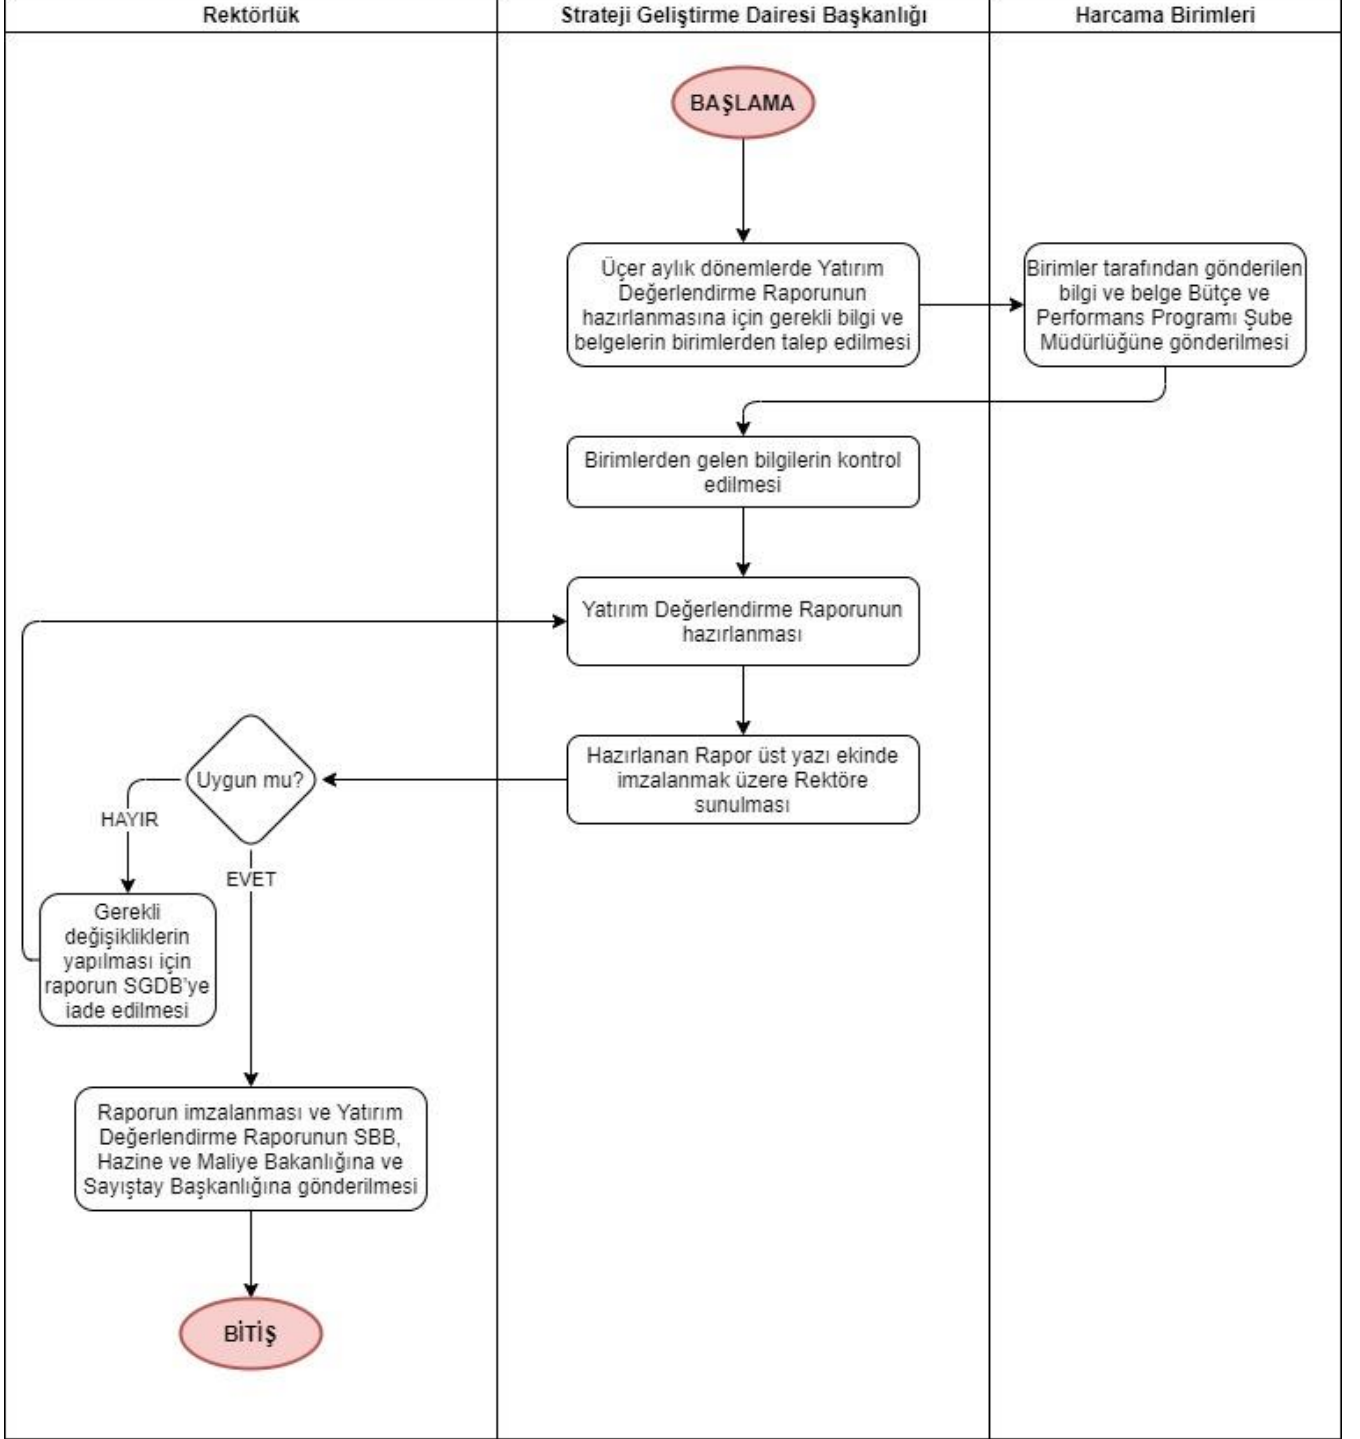 Rektörlük
Strateji Geliştirme Dairesi Başkanlığı
Harcama Birimleri
BAŞLAMA
Üçer aylık dönemlerde Yatırım
Değerlendirme Raporunun
hazırlanmasına için gerekli bilgi ve
belgelerin birimlerden talep edilmesi
Birimler tarafından gönderilen
bilgi ve belge Bütçe ve
Performans Programı Şube
Müdürlüğüne gönderilmesi
Birimlerden gelen bilgilerin kontrol
edilmesi
Yatırım Değerlendirme Raporunun
hazırlanması
Hazırlanan Rapor üst yazı ekinde
imzalanmak üzere Rektöre
sunulması
Uygun mu?
HAYIR
EVET
Gerekli
değişikliklerin
yapılması için
raporun SGDB'ye
iade edilmesi
Raporun imzalanması ve Yatırım
Değerlendirme Raporunun SBB,
Hazine ve Maliye Bakanlığına ve
Sayıştay Başkanlığına gönderilmesi
BİTİŞ